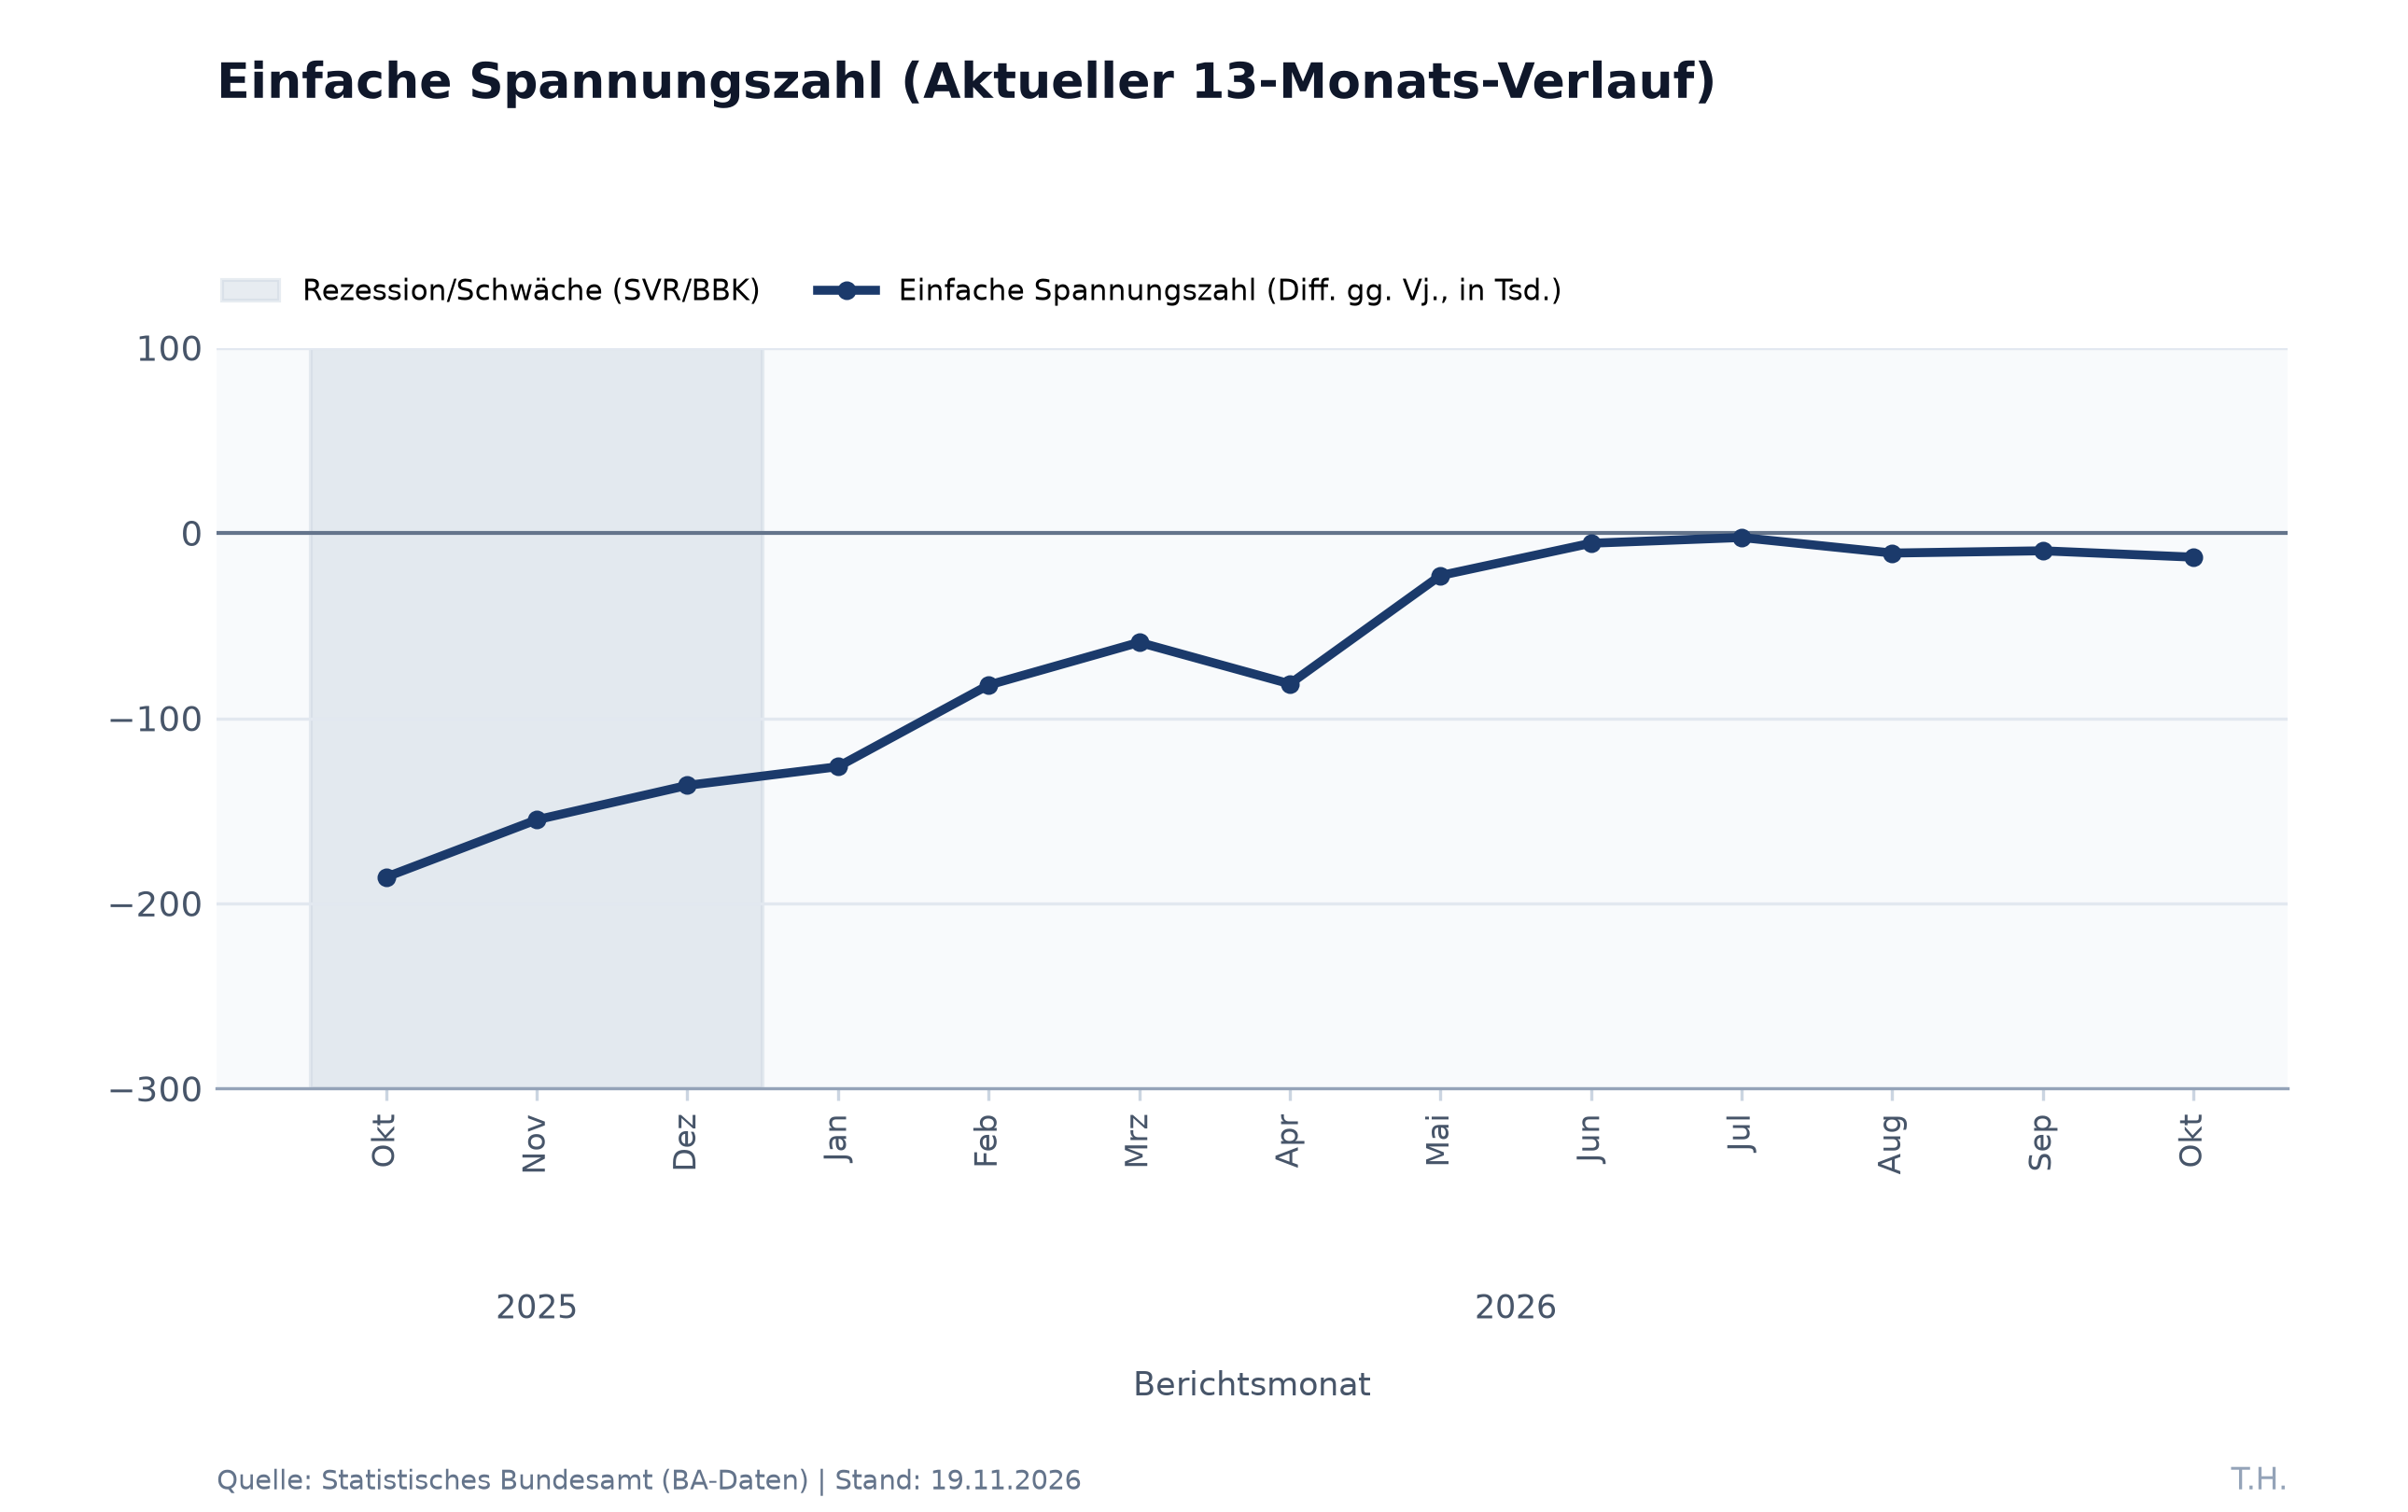 Einfache Spannungszahl (Aktueller 13-Monats-Verlauf)
Rezession/Schwäche (SVR/BBK)
Einfache Spannungszahl (Diff. gg. Vj., in Tsd.)
100
0
−100
−200
−300
Okt
Nov
Dez
Jan
Feb
Mrz
Apr
Mai
Jun
Jul
Aug
Sep
Okt
2025
2026
Berichtsmonat
Quelle: Statistisches Bundesamt (BA-Daten) | Stand: 19.11.2026
T.H.